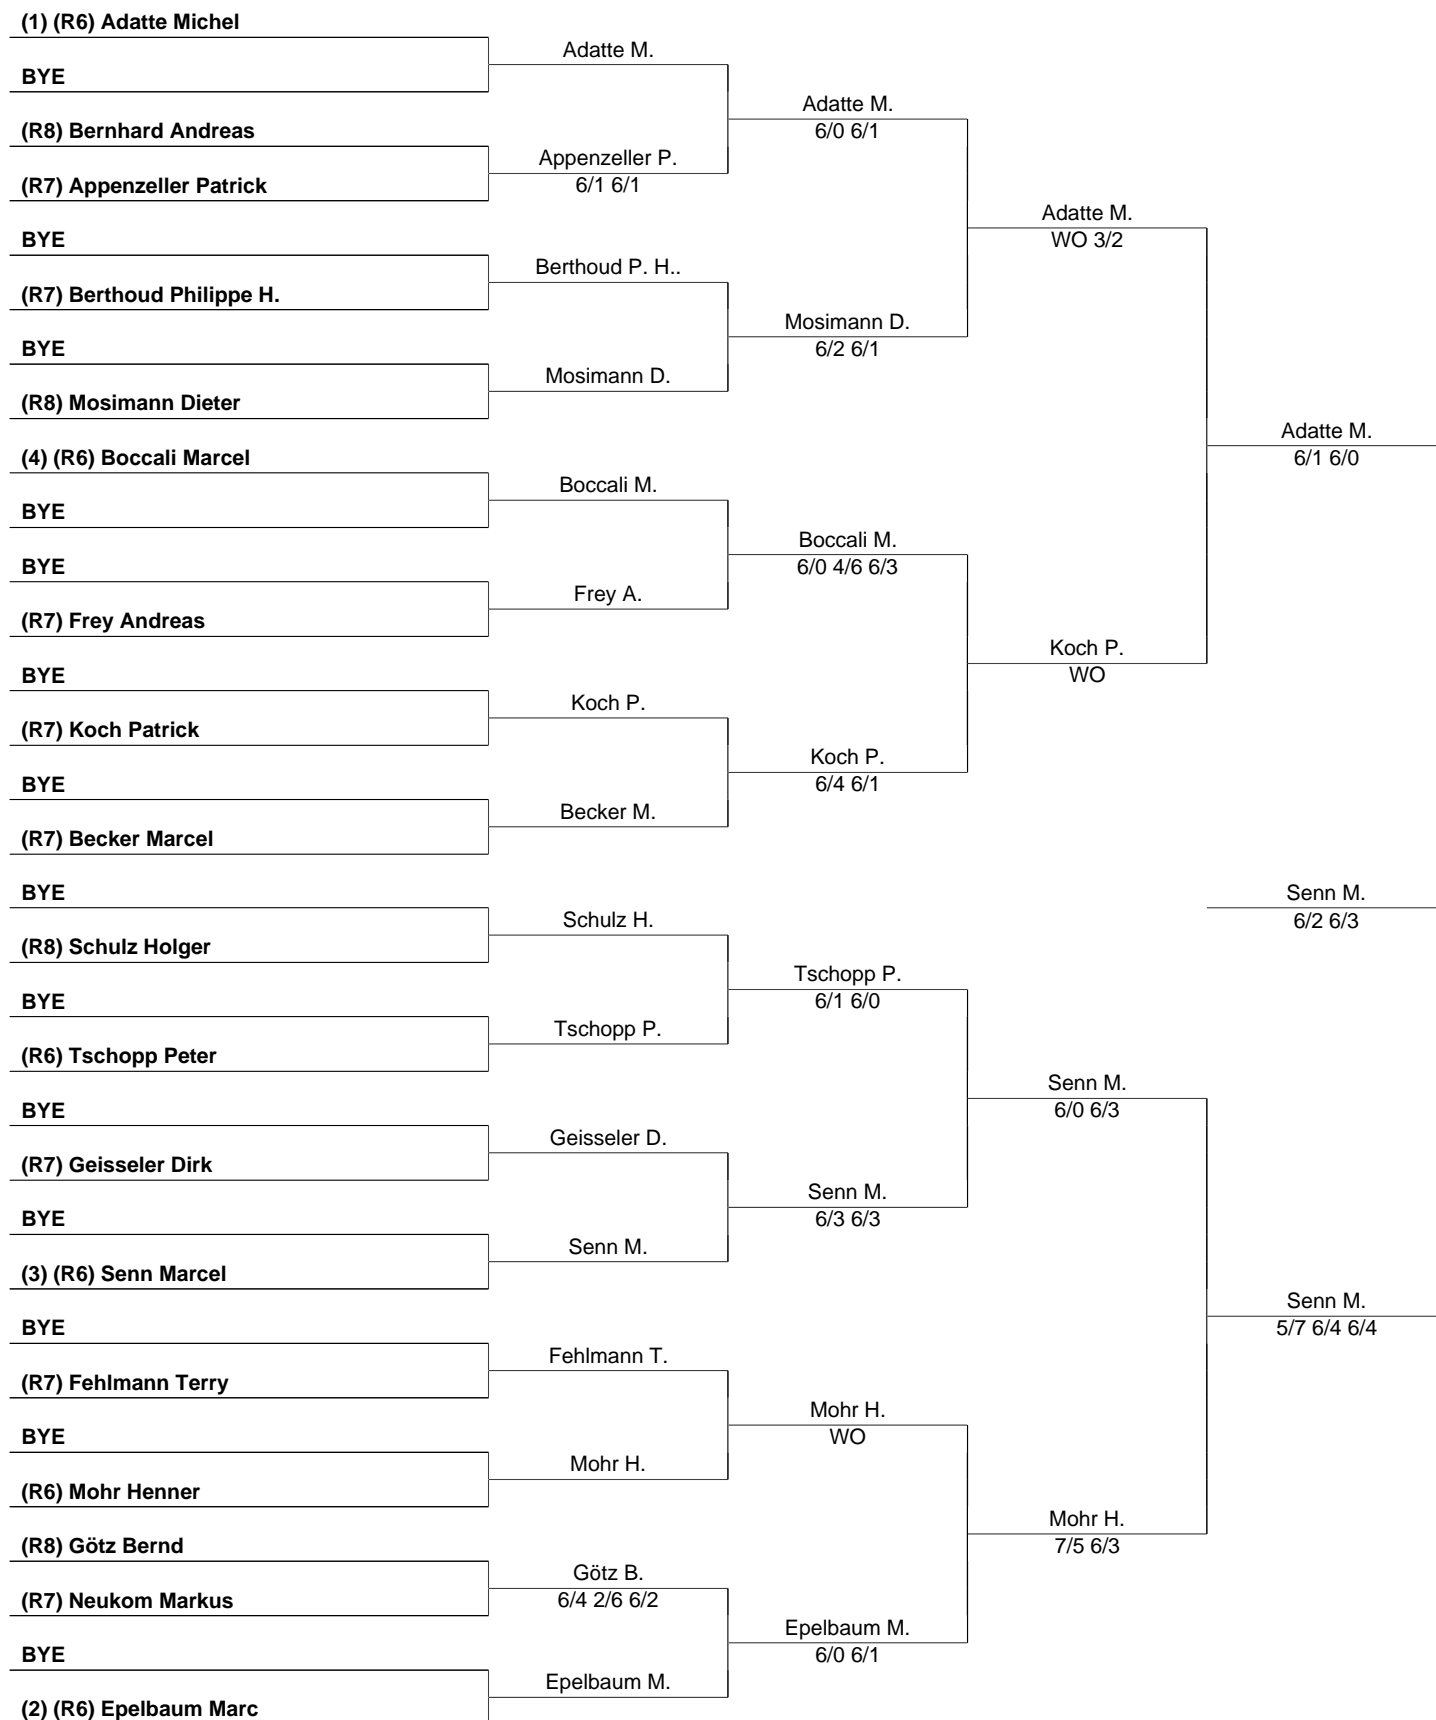 (1) (R6) Adatte Michel
BYE
(R8) Bernhard Andreas
(R7) Appenzeller Patrick
BYE
(R7) Berthoud Philippe H.
BYE
(R8) Mosimann Dieter
(4) (R6) Boccali Marcel
BYE
BYE
(R7) Frey Andreas
BYE
(R7) Koch Patrick
BYE
(R7) Becker Marcel
BYE
(R8) Schulz Holger
BYE
(R6) Tschopp Peter
BYE
(R7) Geisseler Dirk
BYE
(3) (R6) Senn Marcel
BYE
(R7) Fehlmann Terry
BYE
(R6) Mohr Henner
(R8) Götz Bernd
(R7) Neukom Markus
BYE
(2) (R6) Epelbaum Marc
Adatte M.
Appenzeller P.
6/1 6/1
Berthoud P. H..
Mosimann D.
Boccali M.
Frey A.
Koch P.
Becker M.
Schulz H.
Tschopp P.
Geisseler D.
Senn M.
Fehlmann T.
Mohr H.
Götz B.
6/4 2/6 6/2
Epelbaum M.
Adatte M.
6/0 6/1
Mosimann D.
6/2 6/1
Boccali M.
6/0 4/6 6/3
Koch P.
6/4 6/1
Tschopp P.
6/1 6/0
Senn M.
6/3 6/3
Mohr H.
WO
Epelbaum M.
6/0 6/1
Adatte M.
WO 3/2
Koch P.
WO
Senn M.
6/0 6/3
Mohr H.
7/5 6/3
Adatte M.
6/1 6/0
Senn M.
6/2 6/3
Senn M.
5/7 6/4 6/4